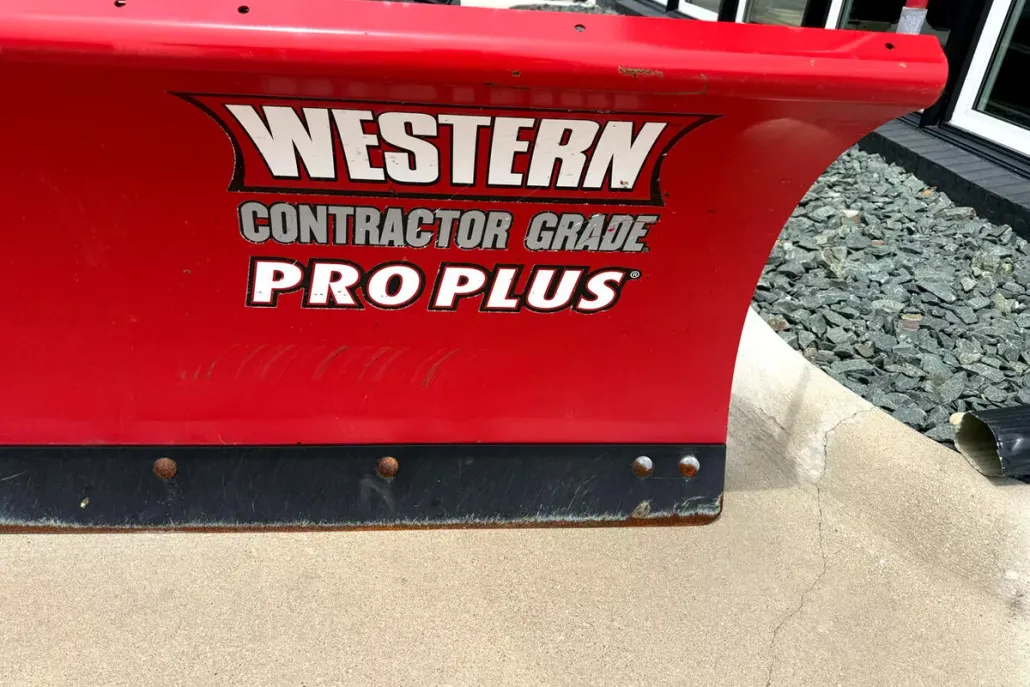 WESTERN
CONTRACTOR GRADE
PRO PLUS®